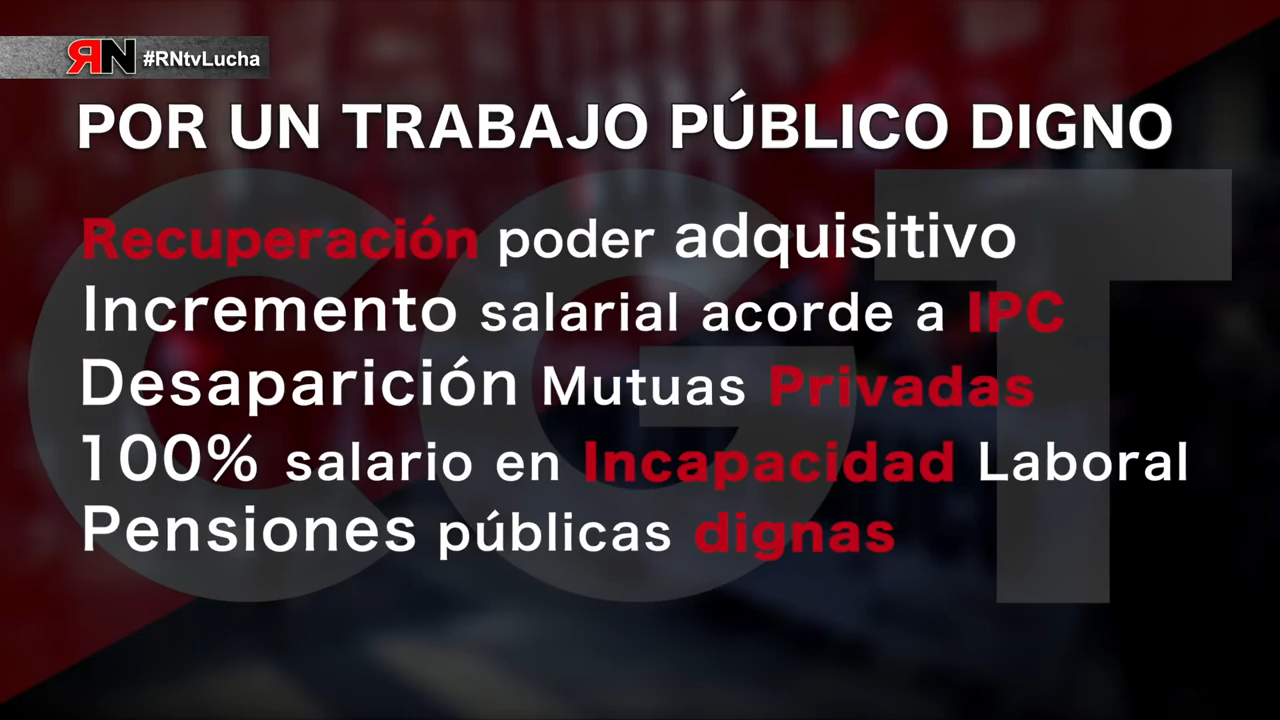 RN #RNtvLucha
POR UN TRABAJO PÚBLICO DIGNO
Recuperación poder adquisitivo
Incremento salarial acorde a IPC
Desaparición Mutuas Privadas
100% salario en Incapacidad Laboral
Pensiones públicas dignas
CGT